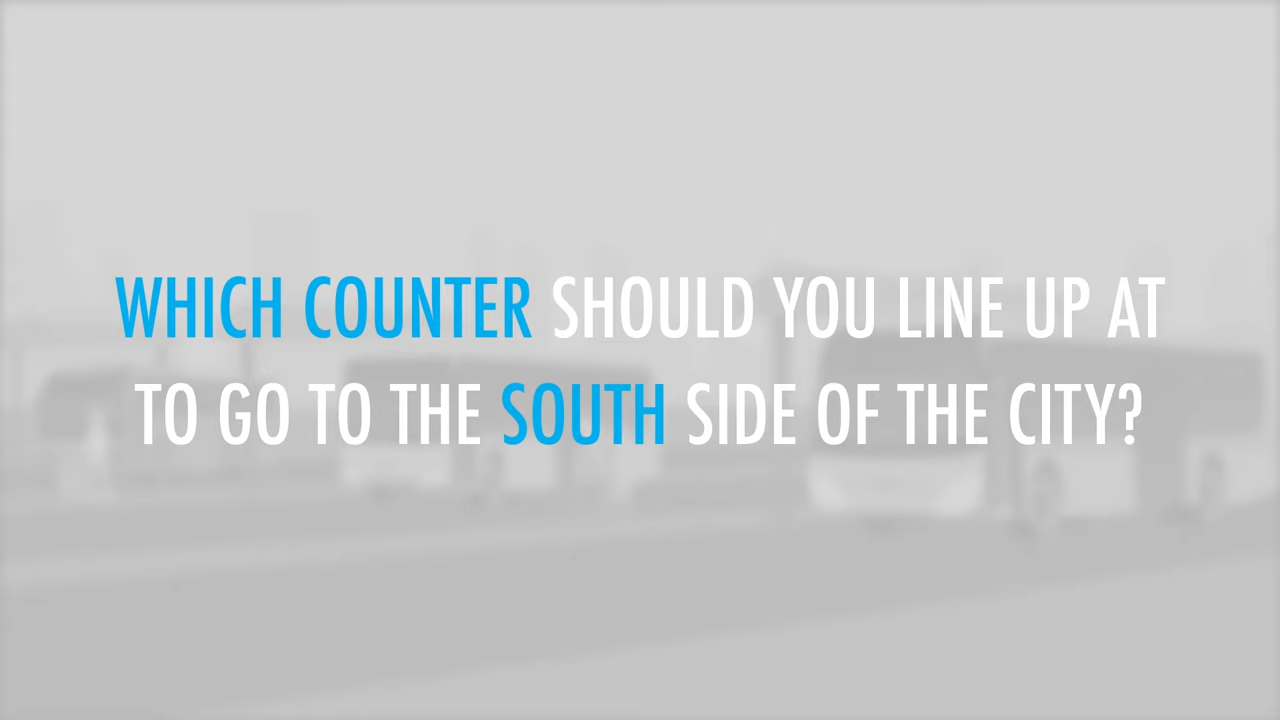 WHICH COUNTER SHOULD YOU LINE UP AT
TO GO TO THE SOUTH SIDE OF THE CITY?